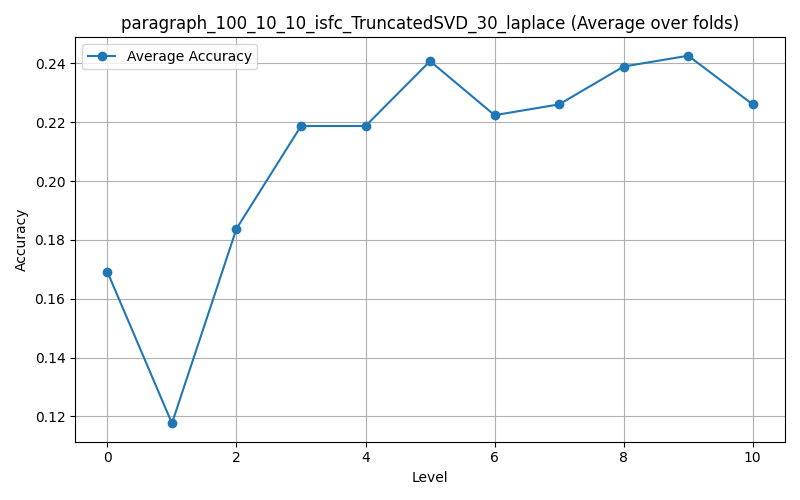 paragraph_100_10_10_isfc_TruncatedSVD_30_laplace (Average over folds)
Average Accuracy
0.24
0.22
0.20
0.18
0.16
0.14
0.12
Accuracy
0 2 4 6 8 10
Level